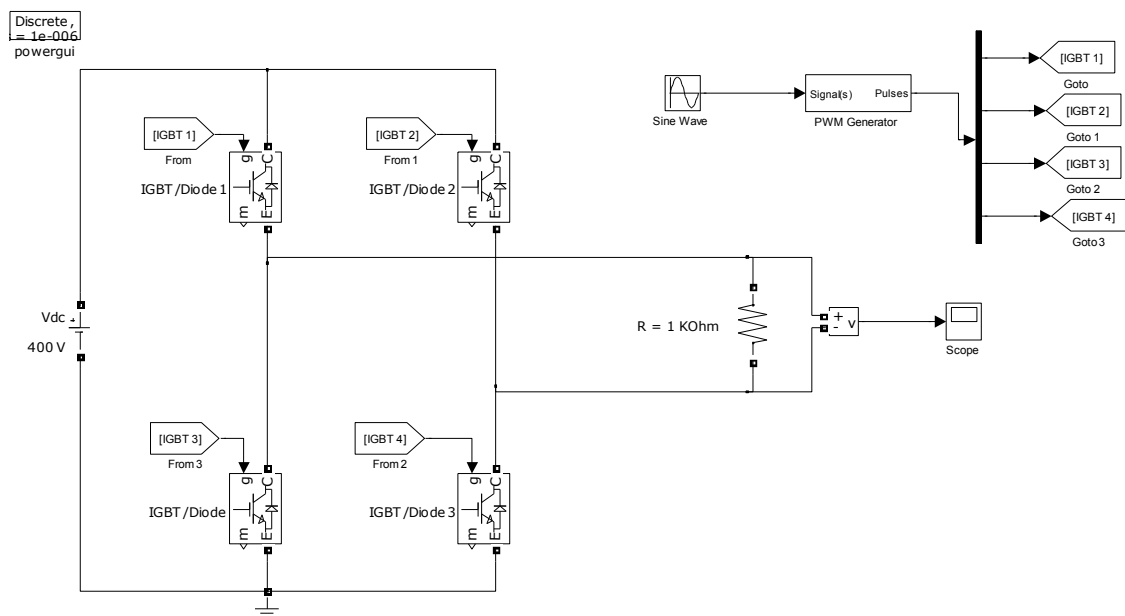 Discrete,
= 1e-006
powergui
[IGBT 1]
From
g
C
IGBT/Diode 1
m
E
[IGBT 2]
From 1
g
C
IGBT/Diode 2
m
E
Sine Wave
Signal(s) Pulses
PWM Generator
[IGBT 1]
Goto
[IGBT 2]
Goto 1
[IGBT 3]
Goto 2
[IGBT 4]
Goto 3
Vdc
+
400 V
R = 1 KOhm
+
-
v
Scope
[IGBT 3]
From 3
g
C
IGBT/Diode
m
E
[IGBT 4]
From 2
g
C
IGBT/Diode 3
m
E